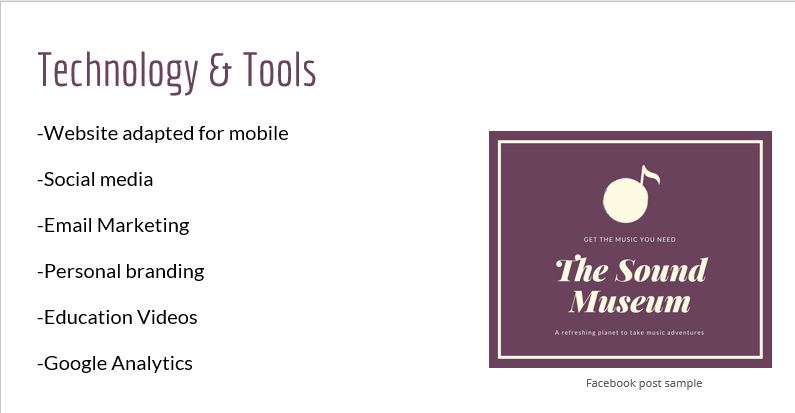 Technology & Tools
-Website adapted for mobile
-Social media
-Email Marketing
-Personal branding
-Education Videos
-Google Analytics
GET THE MUSIC YOU NEED
The Sound
Museum
A refreshing planet to take music adventures
Facebook post sample